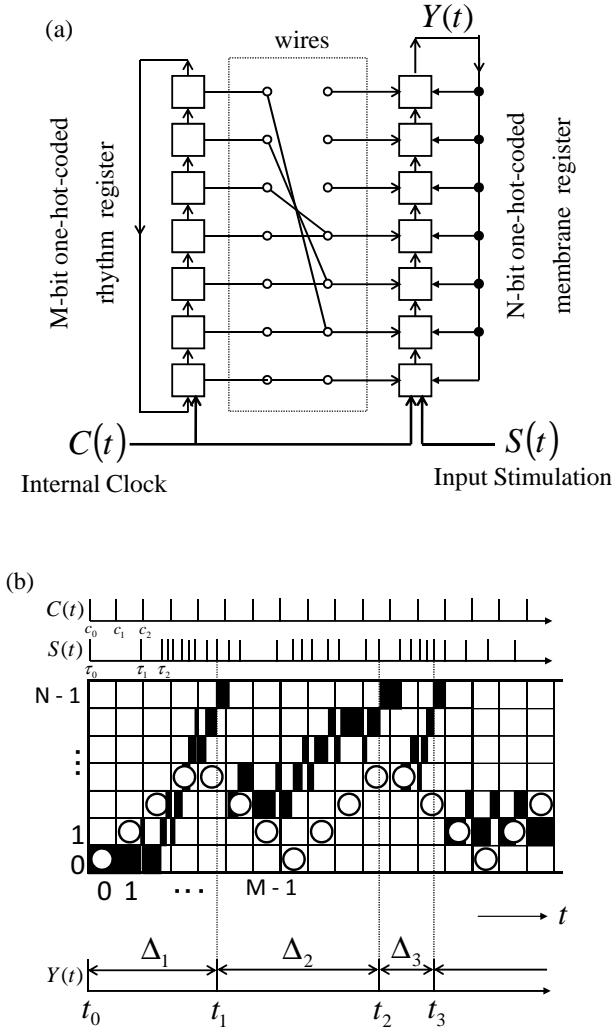 (a)
wires
Y(t)
M-bit one-hot-coded
rhythm register
N-bit one-hot-coded
membrane register
C(t)
S(t)
Internal Clock
Input Stimulation
(b)
C(t)
c₀ c₁ c₂
S(t)
τ₀ τ₁ τ₂
N - 1
⋮
1
0
0 1 ... M - 1
t
Δ₁ Δ₂ Δ₃
Y(t)
t₀ t₁ t₂ t₃